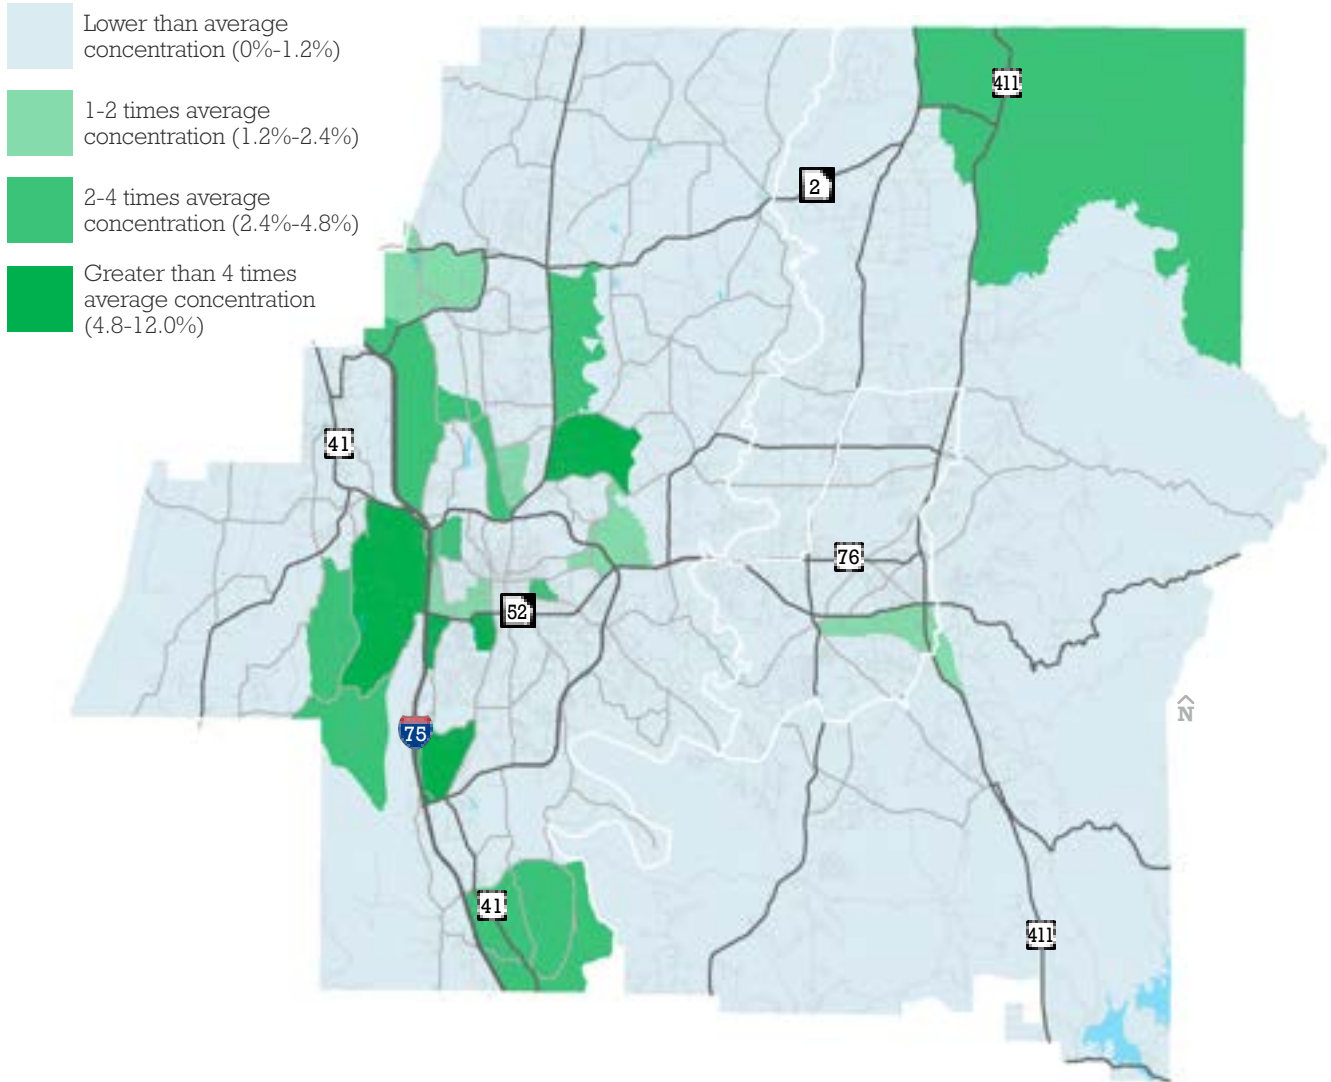 Lower than average
concentration (0%-1.2%)
1-2 times average
concentration (1.2%-2.4%)
2-4 times average
concentration (2.4%-4.8%)
Greater than 4 times
average concentration
(4.8-12.0%)
411
2
41
76
52
N
75
41
411